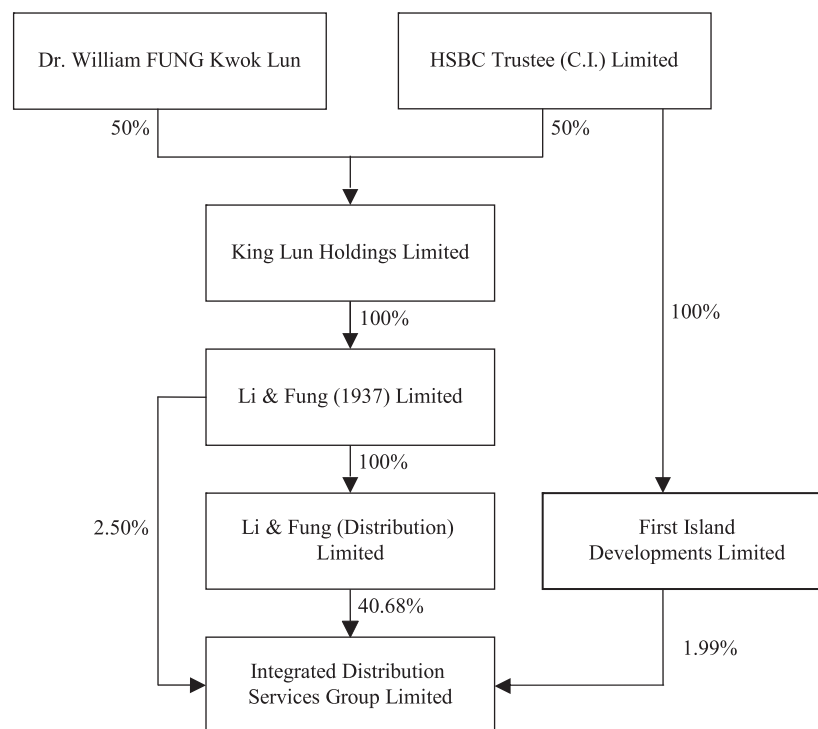 Dr. William FUNG Kwok Lun
HSBC Trustee (C.I.) Limited
50%
50%
King Lun Holdings Limited
100%
100%
Li & Fung (1937) Limited
100%
2.50%
Li & Fung (Distribution)
Limited
First Island
Developments Limited
40.68%
1.99%
Integrated Distribution
Services Group Limited